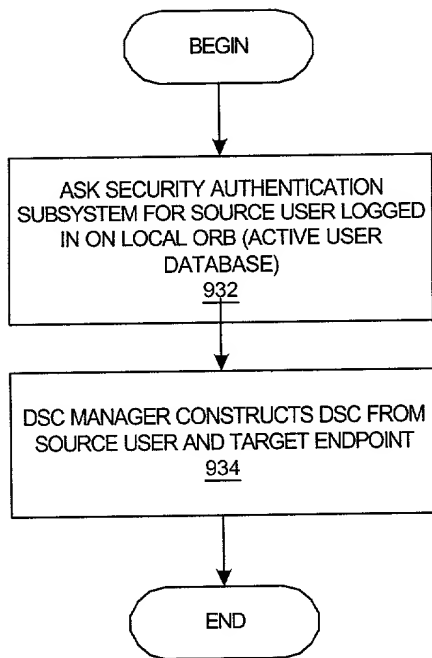 BEGIN
ASK SECURITY AUTHENTICATION
SUBSYSTEM FOR SOURCE USER LOGGED
IN ON LOCAL ORB (ACTIVE USER
DATABASE)
932
DSC MANAGER CONSTRUCTS DSC FROM
SOURCE USER AND TARGET ENDPOINT
934
END